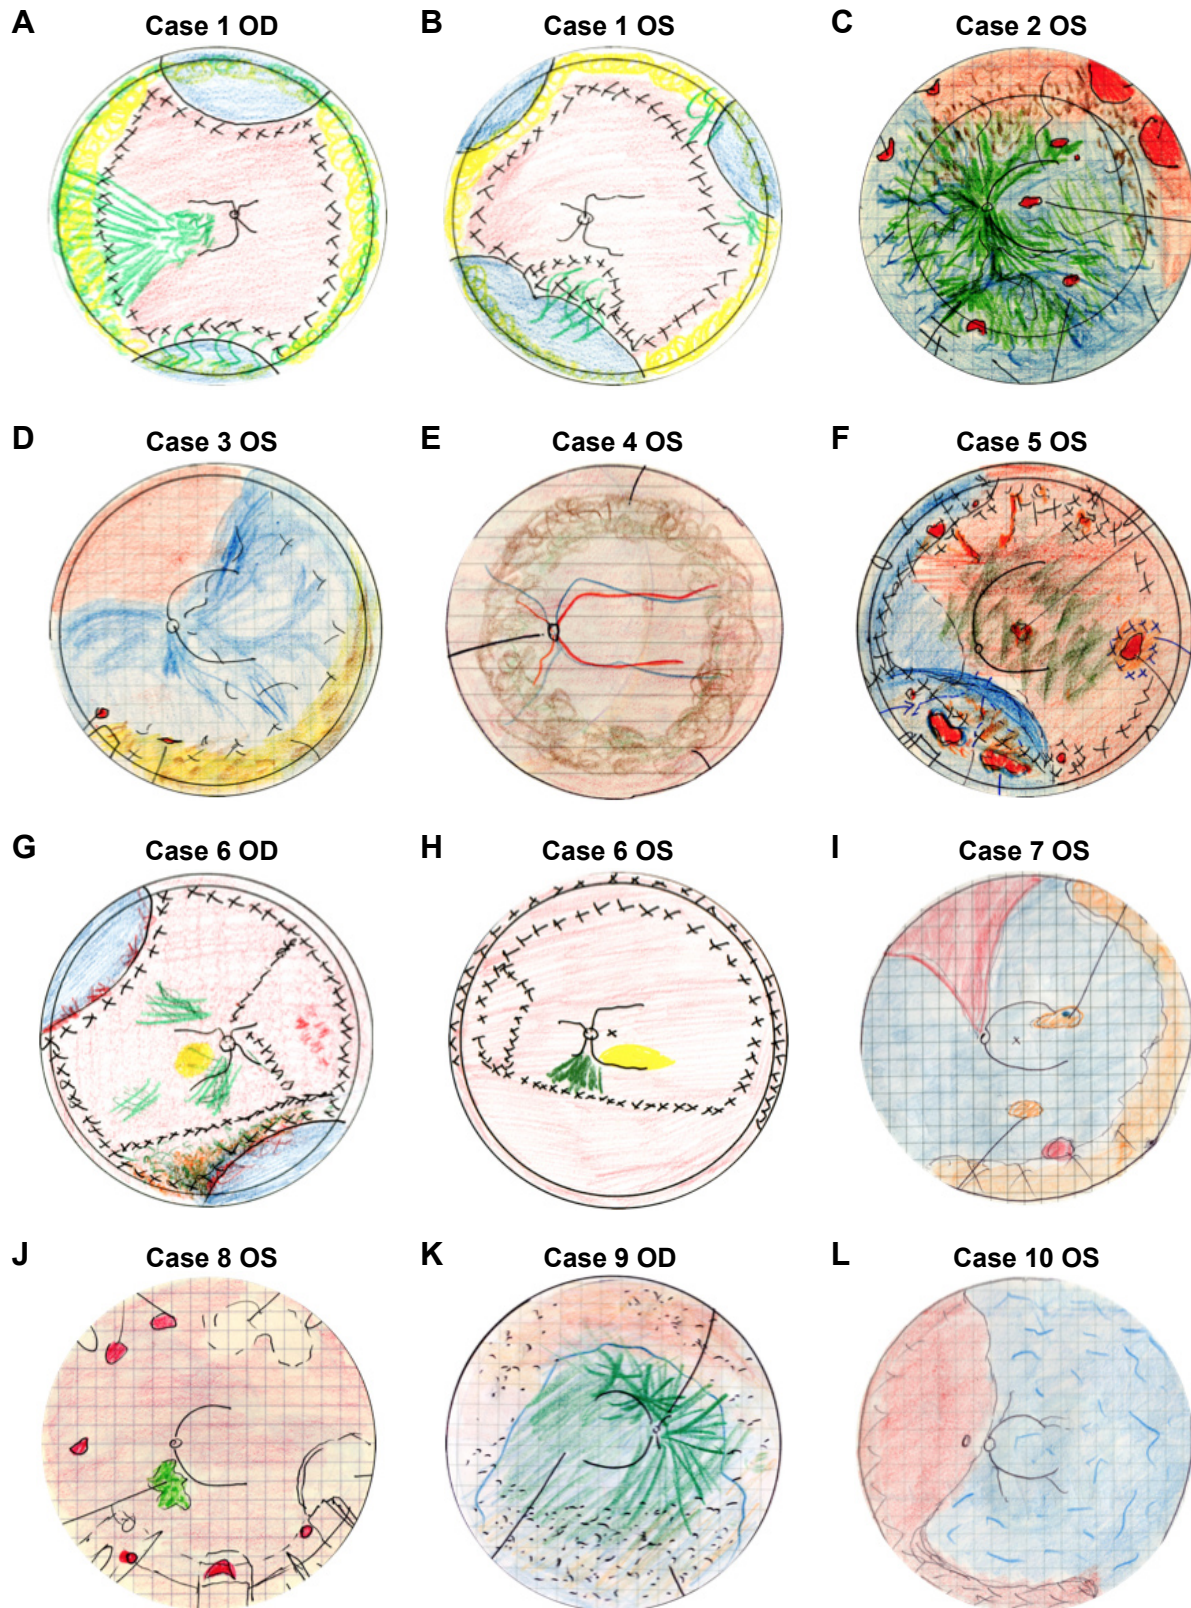 A Case 1 OD B Case 1 OS C Case 2 OS
D Case 3 OS E Case 4 OS F Case 5 OS
G Case 6 OD H Case 6 OS I Case 7 OS
J Case 8 OS K Case 9 OD L Case 10 OS